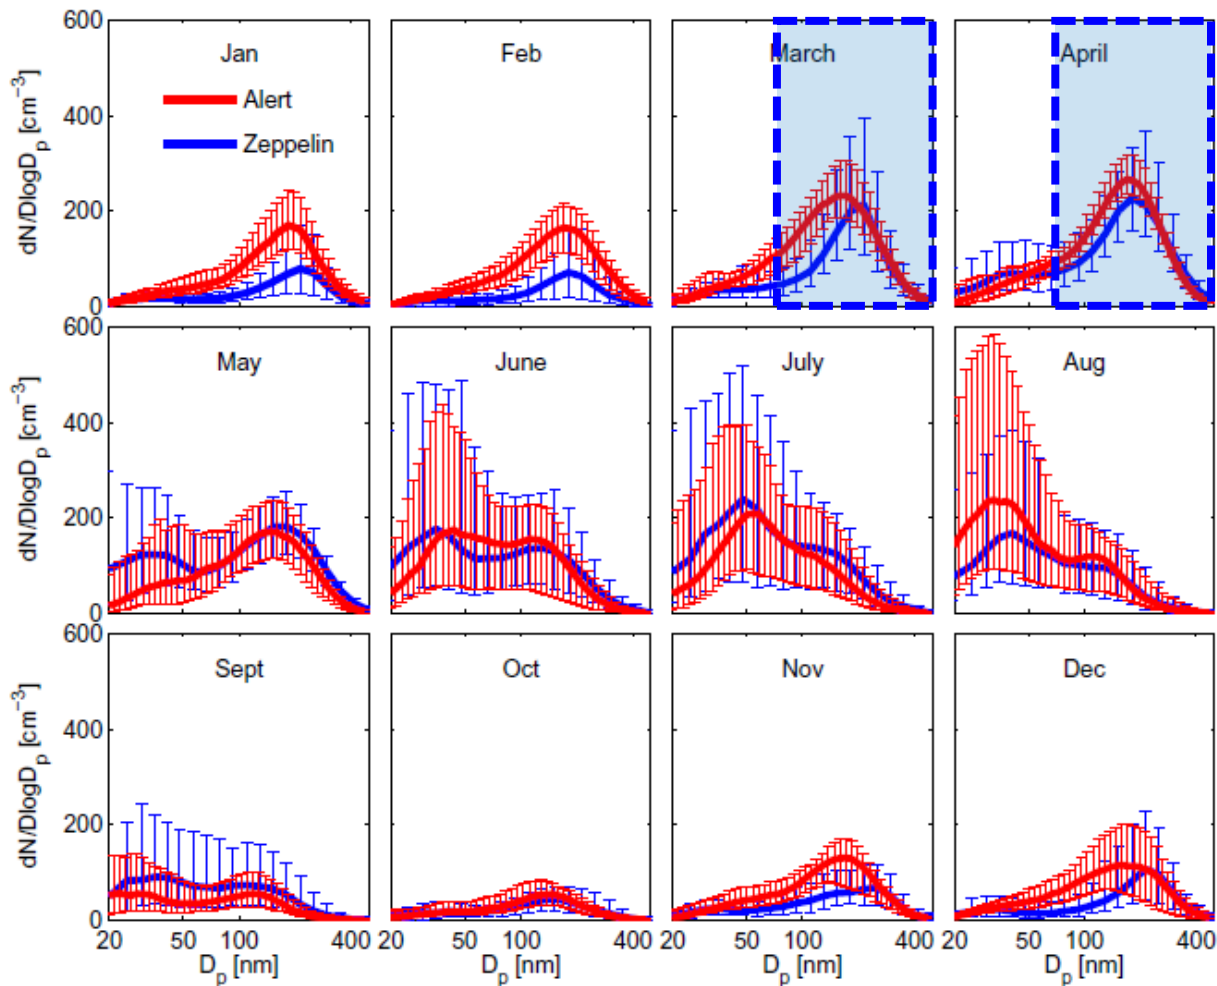 600
400
200
0
dN/DlogDp [cm−3]
Jan
Alert
Zeppelin
Feb
March
April
600
400
200
0
dN/DlogDp [cm−3]
May
June
July
Aug
600
400
200
0
dN/DlogDp [cm−3]
Sept
Oct
Nov
Dec
20 50 100 400
20 50 100 400
20 50 100 400
20 50 100 400
Dp [nm]
Dp [nm]
Dp [nm]
Dp [nm]